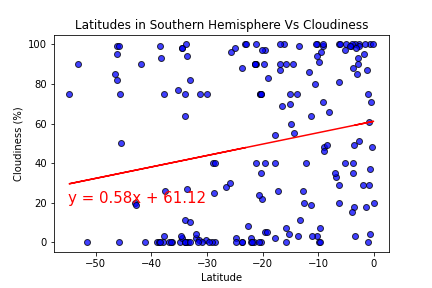 Latitudes in Southern Hemisphere Vs Cloudiness
100
80
60
40
20
0
Cloudiness (%)
y = 0.58x + 61.12
−50 −40 −30 −20 −10 0
Latitude